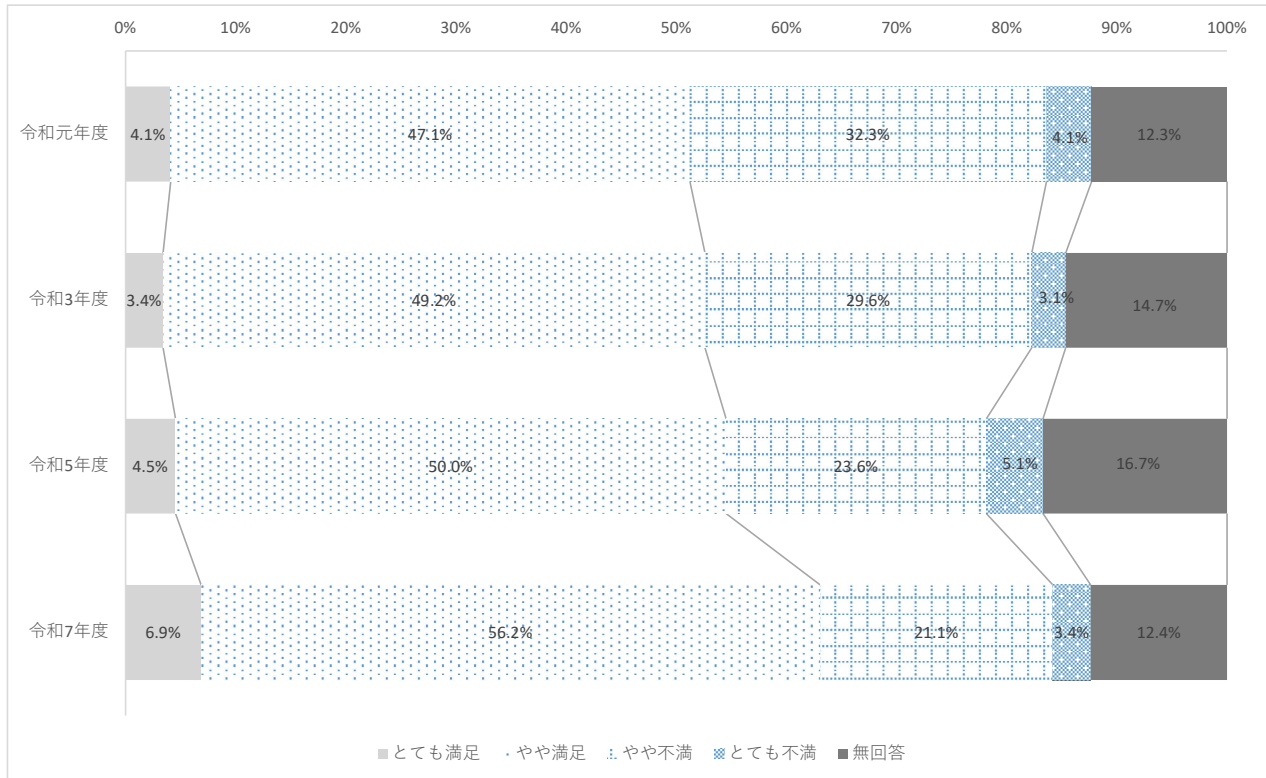 0% 10% 20% 30% 40% 50% 60% 70% 80% 90% 100%
令和元年度 4.1% 47.1% 32.3% 4.1% 12.3%
令和3年度 3.4% 49.2% 29.6% 3.1% 14.7%
令和5年度 4.5% 50.0% 23.6% 5.1% 16.7%
令和7年度 6.9% 56.2% 21.1% 3.4% 12.4%
とても満足 やや満足 やや不満 とても不満 無回答